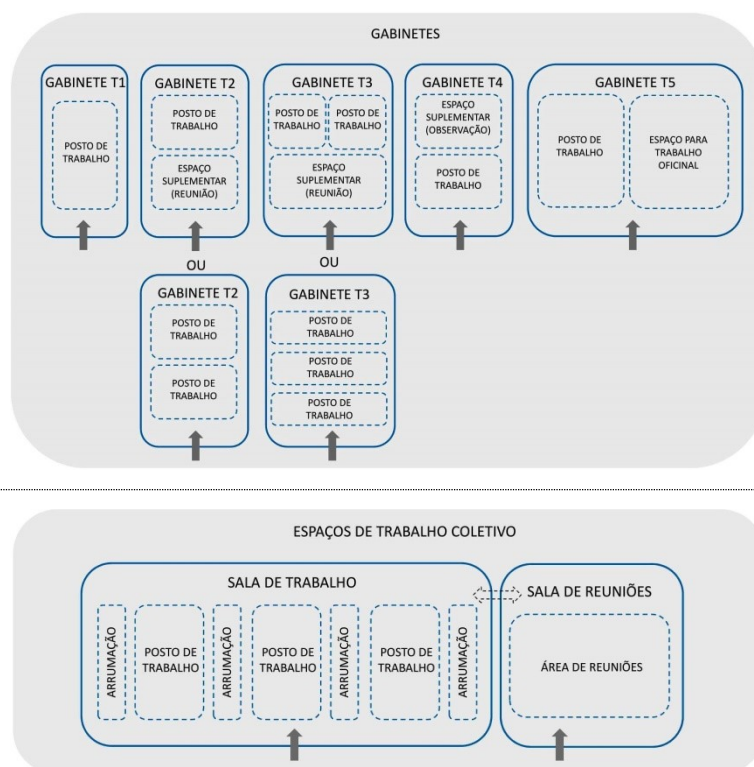 GABINETES
GABINETE T1
POSTO DE
TRABALHO
GABINETE T2
POSTO DE
TRABALHO
ESPAÇO
SUPLEMENTAR
(REUNIÃO)
GABINETE T3
POSTO DE
TRABALHO
POSTO DE
TRABALHO
ESPAÇO
SUPLEMENTAR
(REUNIÃO)
GABINETE T4
ESPAÇO
SUPLEMENTAR
(OBSERVAÇÃO)
POSTO DE
TRABALHO
GABINETE T5
POSTO DE
TRABALHO
ESPAÇO PARA
TRABALHO
OFICINAL
OU
OU
GABINETE T2
POSTO DE
TRABALHO
POSTO DE
TRABALHO
GABINETE T3
POSTO DE
TRABALHO
POSTO DE
TRABALHO
POSTO DE
TRABALHO
ESPAÇOS DE TRABALHO COLETIVO
SALA DE TRABALHO
ARRUMAÇÃO
POSTO DE
TRABALHO
ARRUMAÇÃO
POSTO DE
TRABALHO
ARRUMAÇÃO
POSTO DE
TRABALHO
ARRUMAÇÃO
SALA DE REUNIÕES
ÁREA DE REUNIÕES